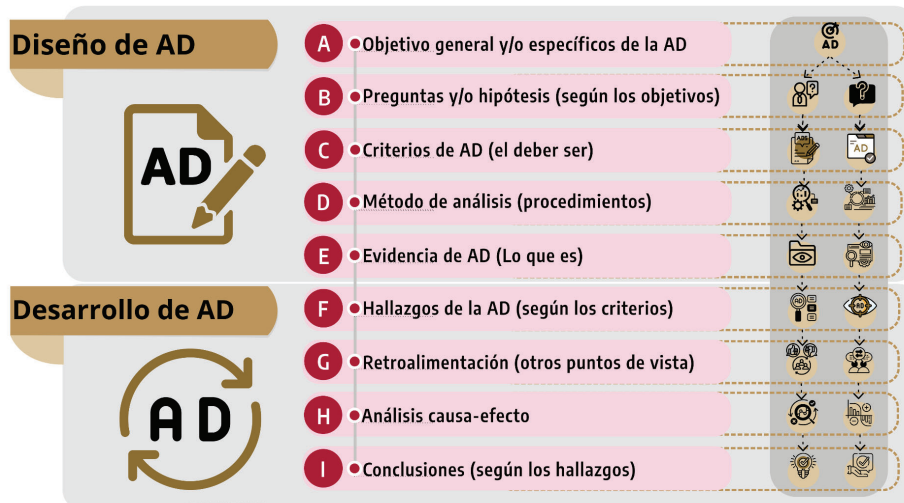 Diseño de AD
AD
A Objetivo general y/o específicos de la AD
B Preguntas y/o hipótesis (según los objetivos)
C Criterios de AD (el deber ser)
D Método de análisis (procedimientos)
E Evidencia de AD (Lo que es)
Desarrollo de AD
A D
F Hallazgos de la AD (según los criterios)
G Retroalimentación (otros puntos de vista)
H Análisis causa-efecto
I Conclusiones (según los hallazgos)
AD
ADS
AD
AD
AD